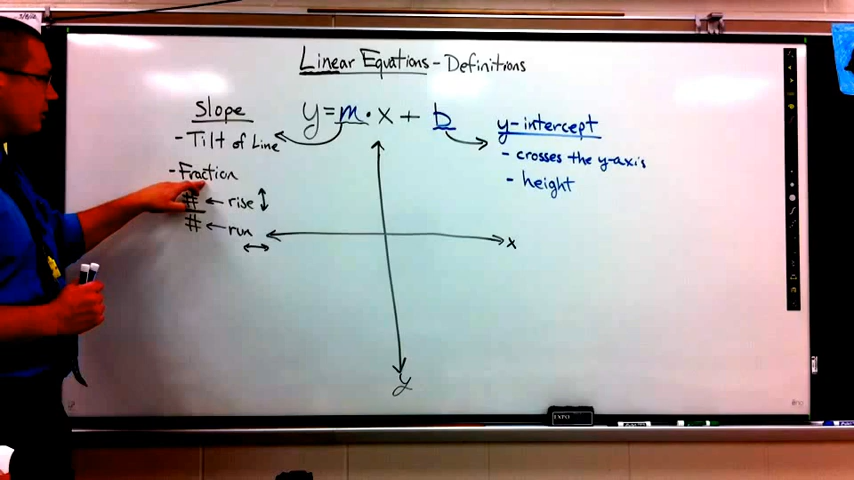 Linear Equations - Definitions
Slope
- Tilt of Line
- Fraction
# ← rise ↕
# ← run
↔
y = m · x + b
y-intercept
- crosses the y-axis
- height
x
y
EXPO